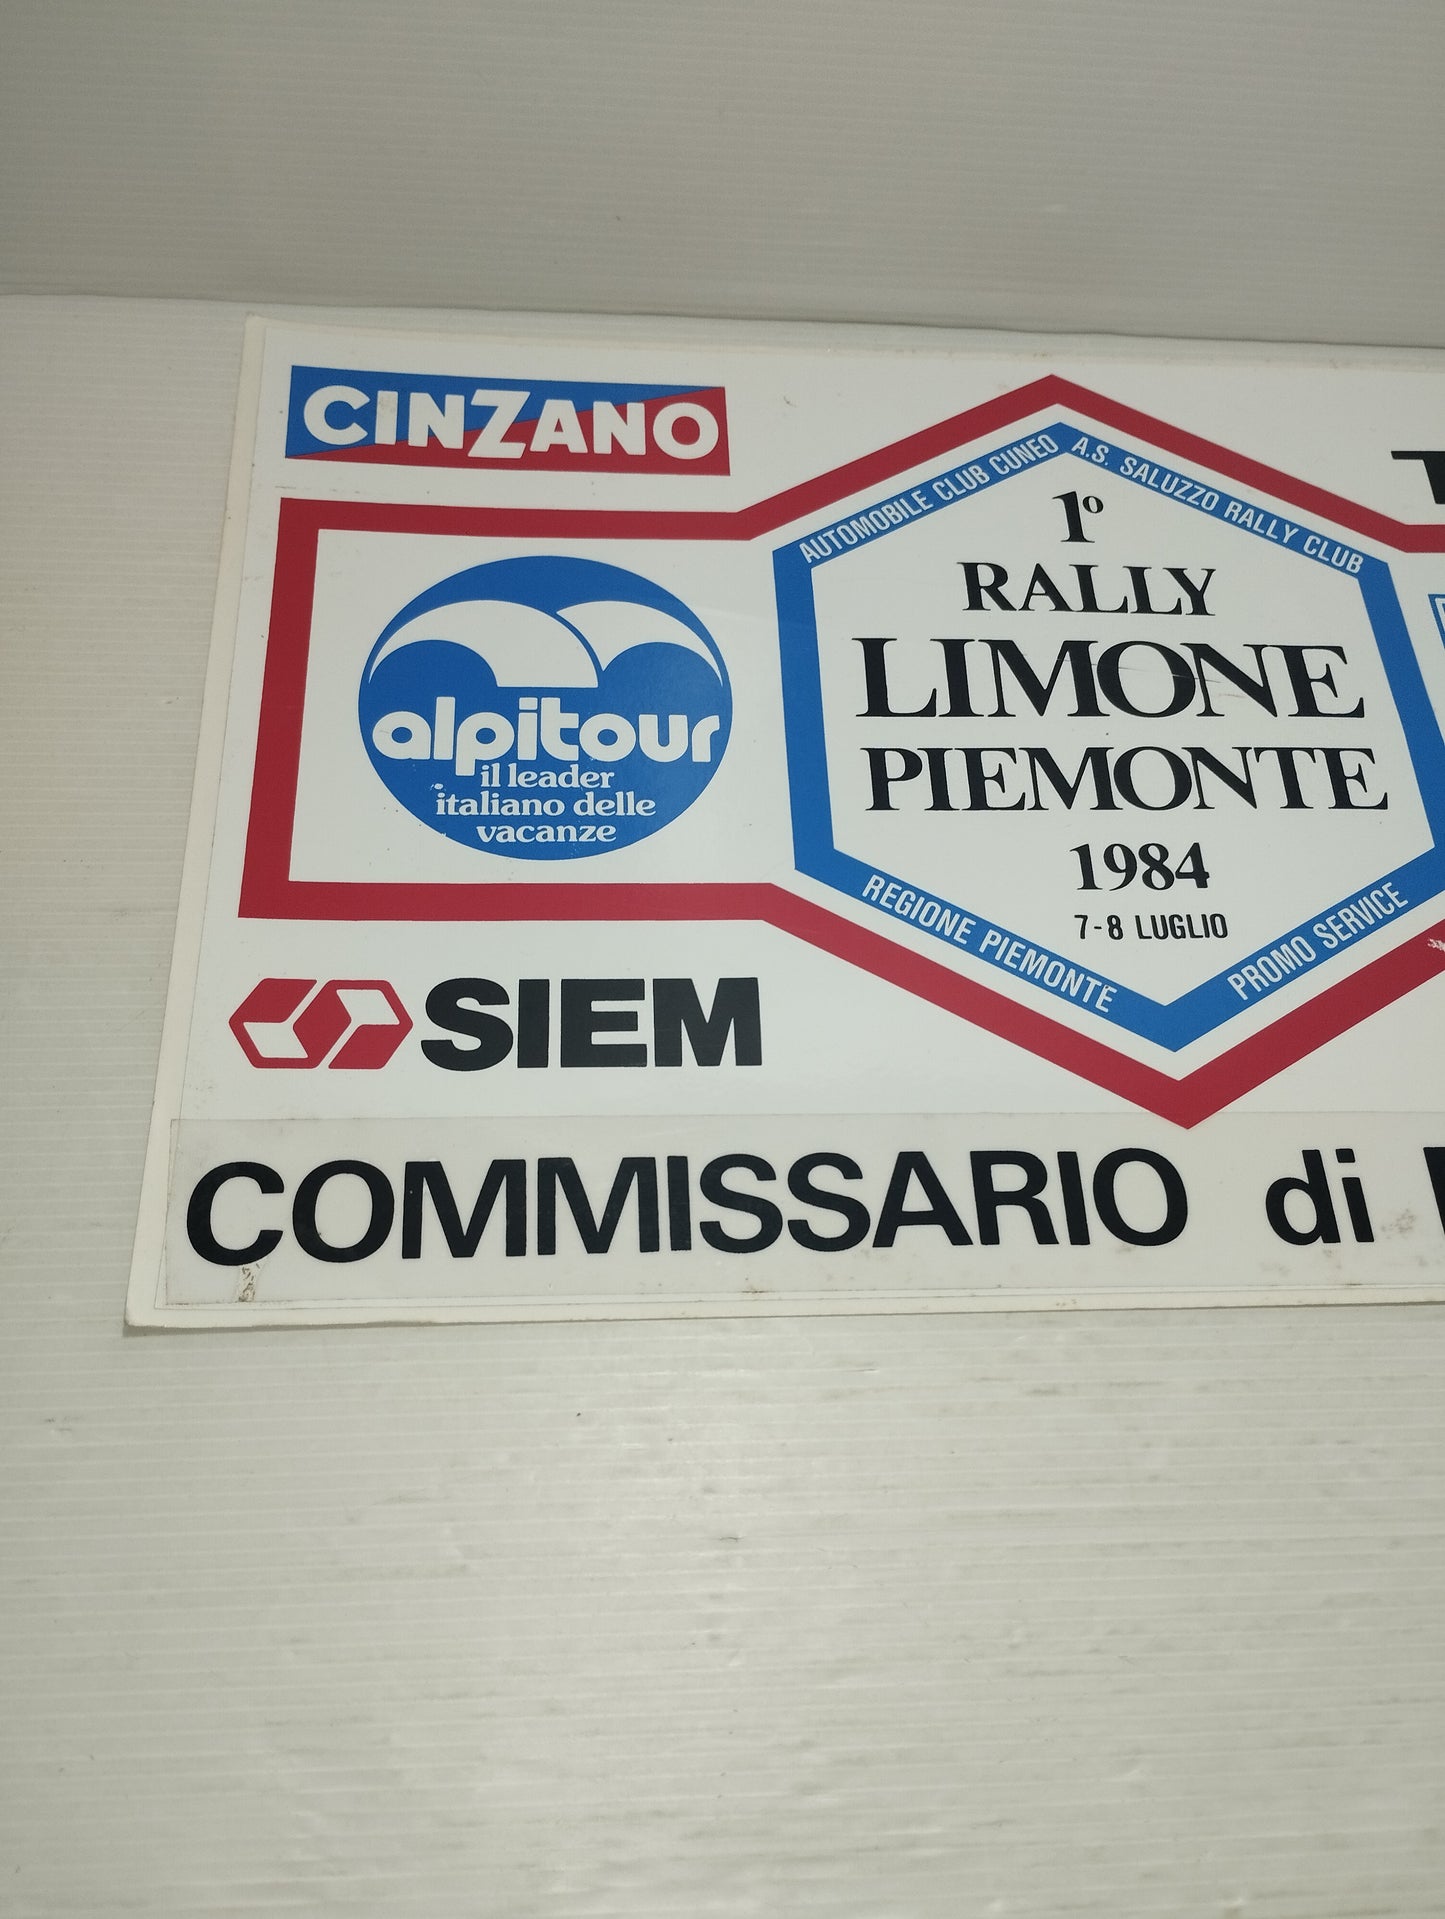 CINZANO
AUTOMOBILE CLUB CUNEO A.S. SALUZZO RALLY CLUB
1º
RALLY
LIMONE
PIEMONTE
1984
7-8 LUGLIO
REGIONE PIEMONTE PROMO SERVICE
alpitour
il leader
italiano delle
vacanze
SIEM
COMMISSARIO di